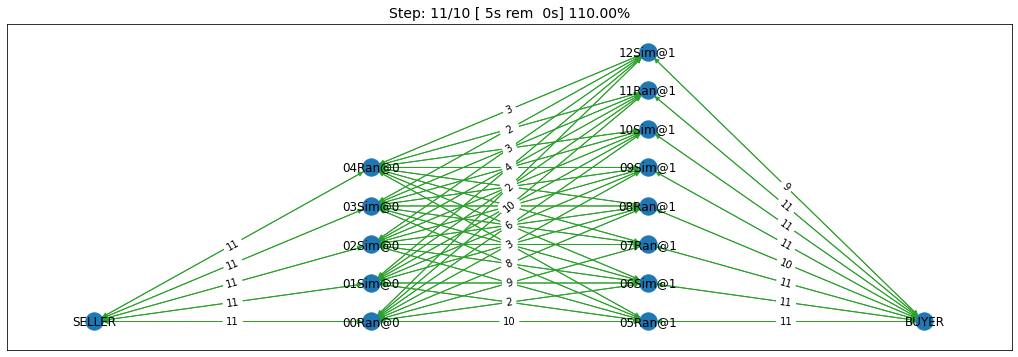 Step: 11/10 [ 5s rem  0s] 110.00%
12Sim@1
11Ran@1
3
2
10Sim@1
3
04Ran@0
4
09Sim@1
2
9
03Sim@0
10
08Ran@1
11
6
11
11
02Sim@0
3
07Ran@1
11
11
8
10
01Sim@0
9
06Sim@1
11
11
2
11
SELLER
11
00Ran@0
10
05Ran@1
11
BUYER